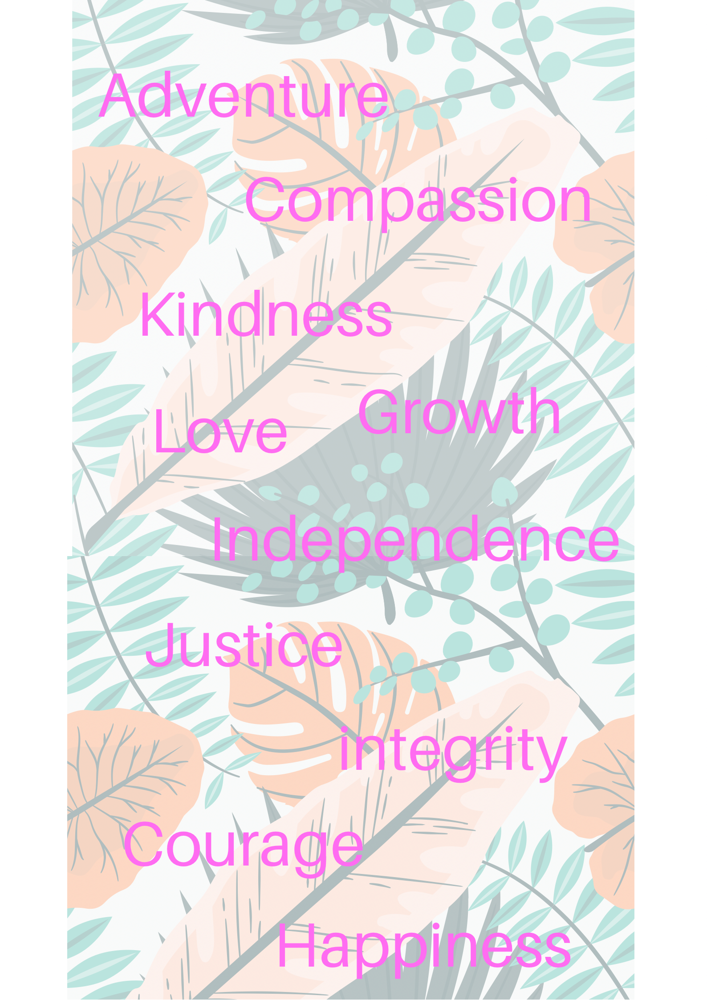 Adventure
Compassion
Kindness
Growth
Love
Independence
Justice
integrity
Courage
Happiness